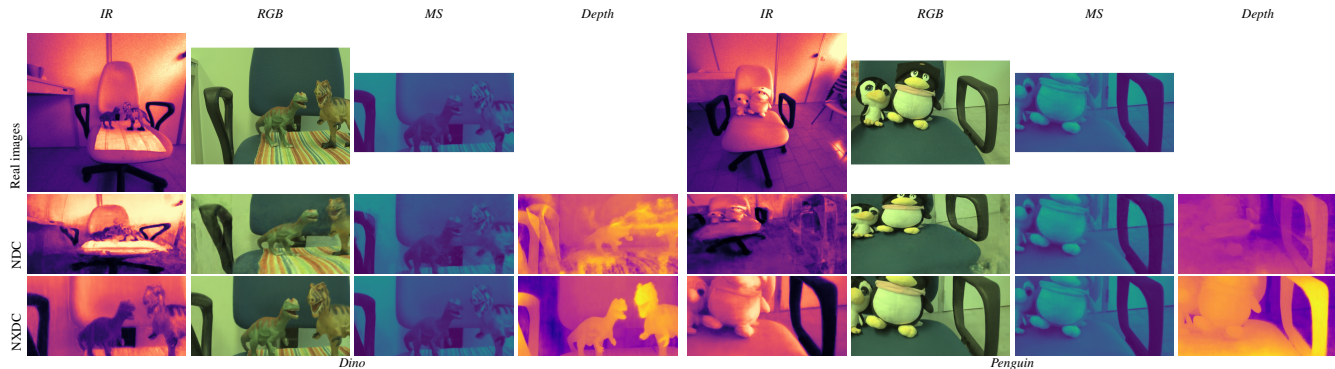 IR RGB MS Depth IR RGB MS Depth
Real images
NDC
NXDC
Dino Penguin